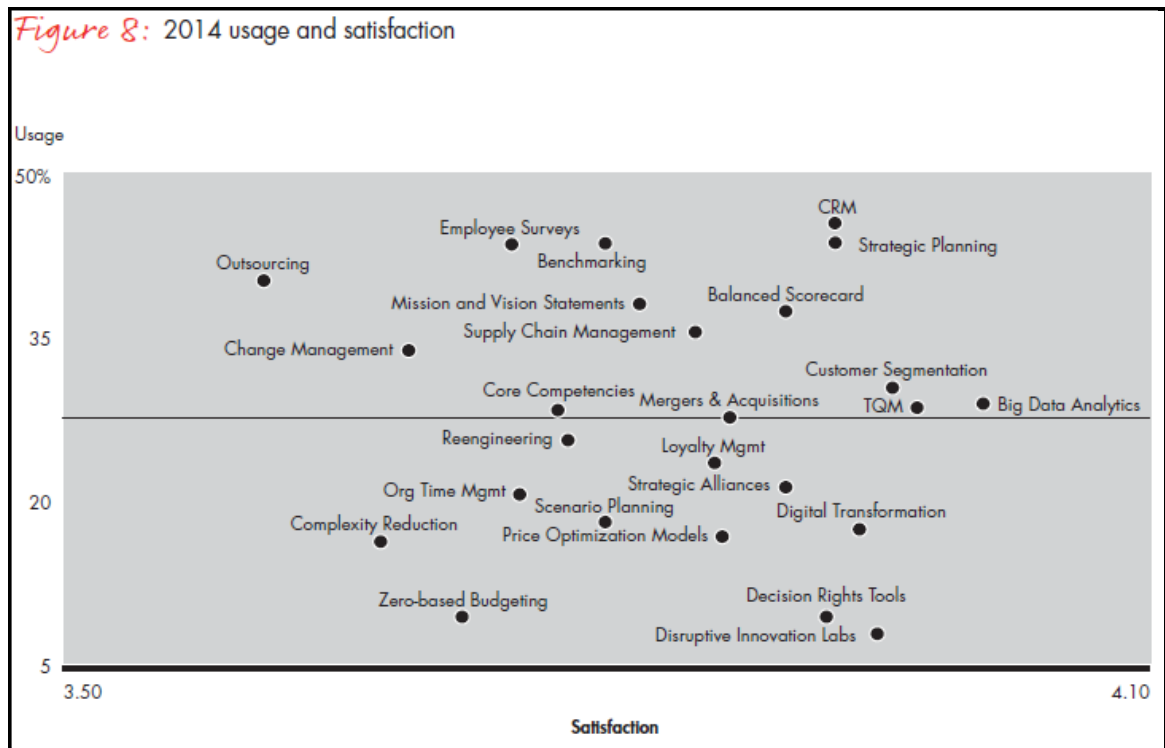 Figure 8: 2014 usage and satisfaction
Usage
50%
CRM
Employee Surveys
Strategic Planning
Benchmarking
Outsourcing
Balanced Scorecard
Mission and Vision Statements
Supply Chain Management
35
Change Management
Customer Segmentation
Core Competencies
Mergers & Acquisitions
TQM
Big Data Analytics
Reengineering
Loyalty Mgmt
Strategic Alliances
Org Time Mgmt
20
Scenario Planning
Digital Transformation
Complexity Reduction
Price Optimization Models
Decision Rights Tools
Zero-based Budgeting
Disruptive Innovation Labs
5
3.50
4.10
Satisfaction